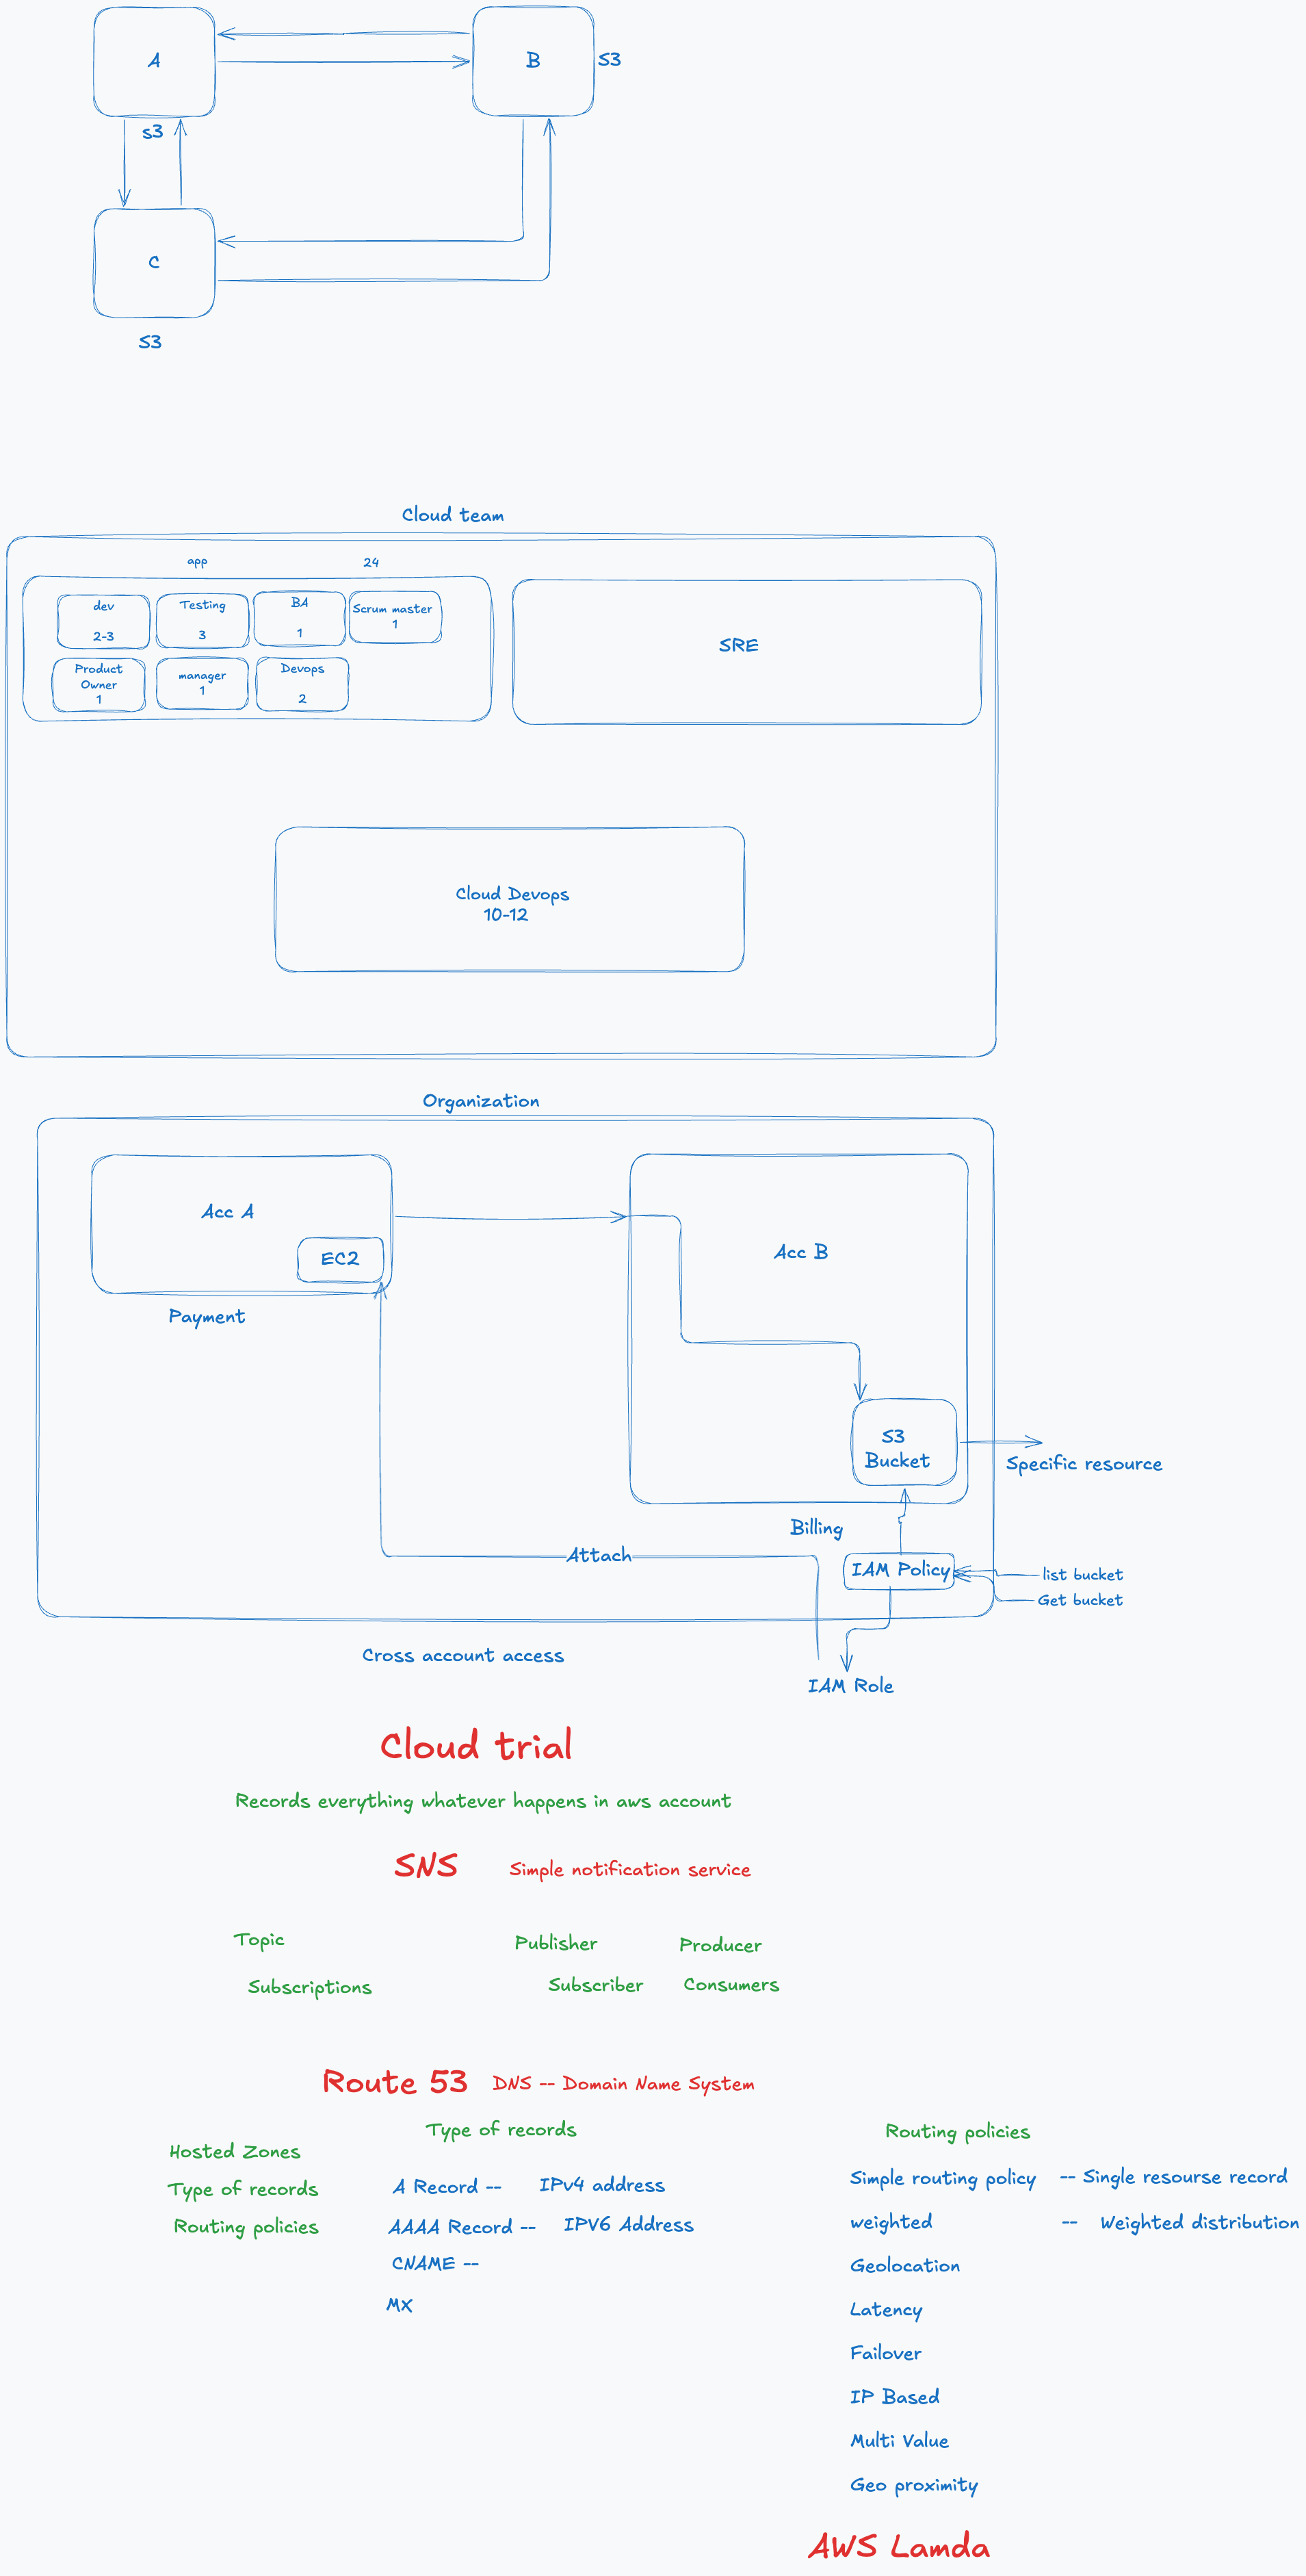 A
B
S3
s3
C
S3
Cloud team
app
24
dev
2-3
Testing
3
BA
1
Scrum master
1
Product
Owner
1
manager
1
Devops
2
SRE
Cloud Devops
10-12
Organization
Acc A
EC2
Payment
Acc B
S3
Bucket
Specific resource
Billing
Attach
IAM Policy
list bucket
Get bucket
Cross account access
IAM Role
Cloud trial
Records everything whatever happens in aws account
SNS Simple notification service
Topic
Publisher Producer
Subscriptions
Subscriber Consumers
Route 53 DNS -- Domain Name System
Hosted Zones
Type of records
Routing policies
Type of records
A Record -- IPv4 address
AAAA Record -- IPV6 Address
CNAME --
MX
Routing policies
Simple routing policy -- Single resourse record
weighted -- Weighted distribution
Geolocation
Latency
Failover
IP Based
Multi Value
Geo proximity
AWS Lamda